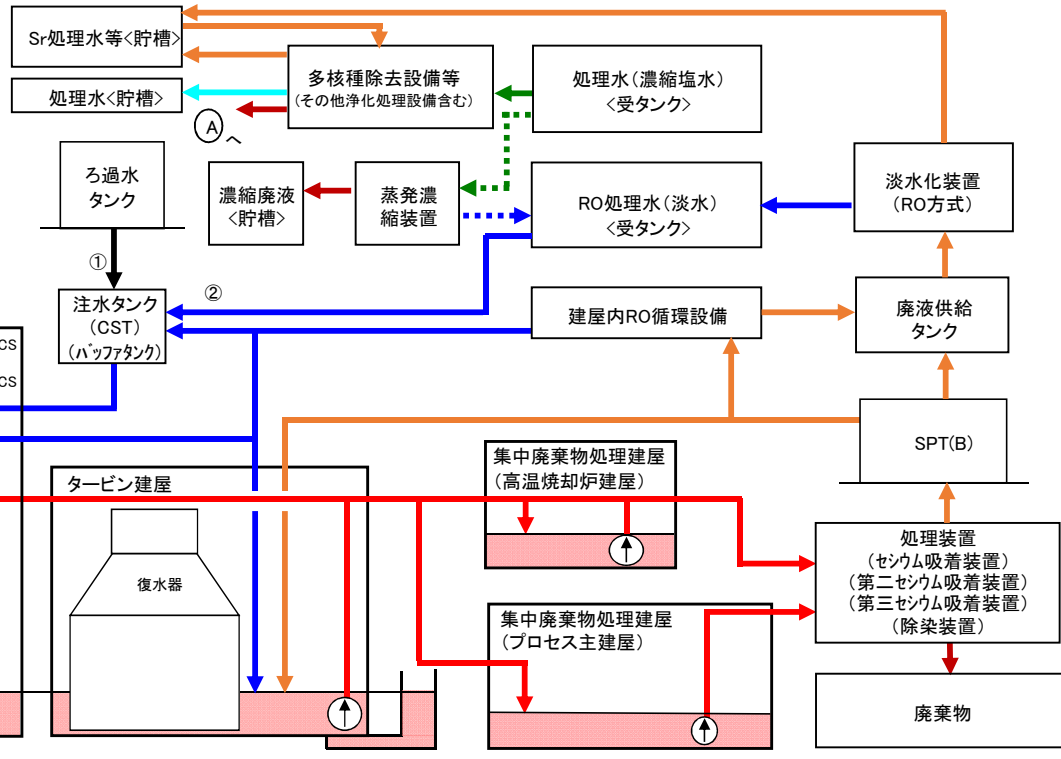 Sr処理水等<貯槽>
処理水<貯槽>
多核種除去設備等
(その他浄化処理設備含む)
処理水(濃縮塩水)
<受タンク>
A
へ
ろ過水
タンク
濃縮廃液
<貯槽>
蒸発濃
縮装置
RO処理水(淡水)
<受タンク>
淡水化装置
(RO方式)
①
②
注水タンク
(CST)
(バッファタンク)
建屋内RO循環設備
廃液供給
タンク
CS
CS
SPT(B)
タービン建屋
復水器
集中廃棄物処理建屋
(高温焼却炉建屋)
処理装置
(セシウム吸着装置)
(第二セシウム吸着装置)
(第三セシウム吸着装置)
(除染装置)
集中廃棄物処理建屋
(プロセス主建屋)
廃棄物